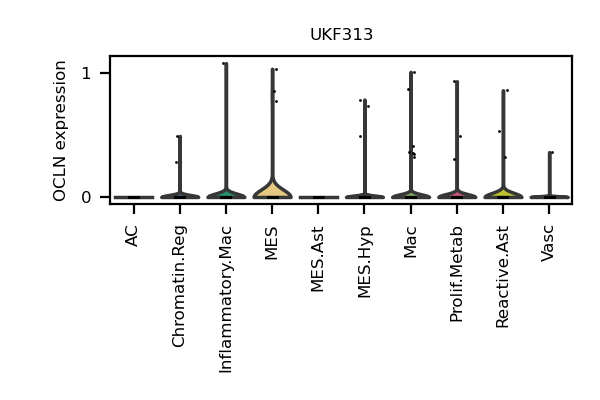 UKF313
OCLN expression
1
0
AC
Chromatin.Reg
Inflammatory.Mac
MES
MES.Ast
MES.Hyp
Mac
Prolif.Metab
Reactive.Ast
Vasc